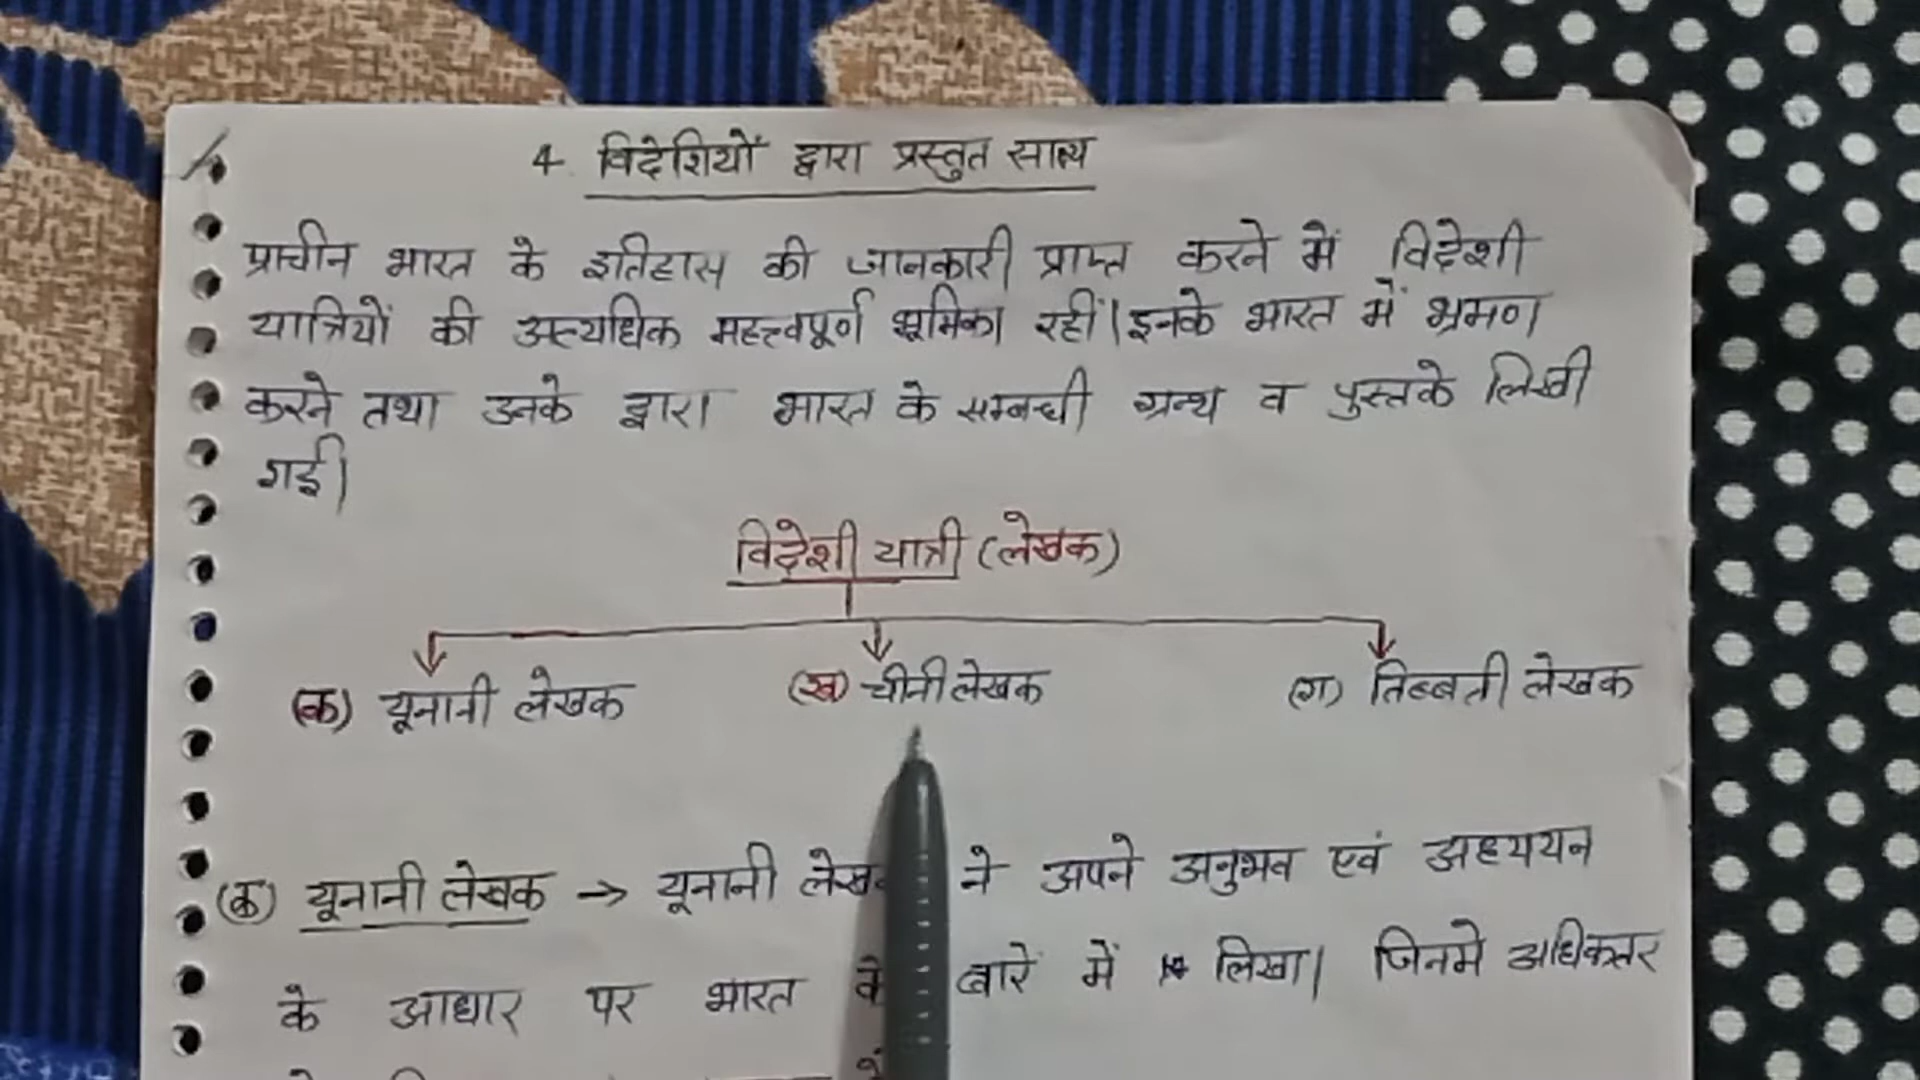 4. विदेशियों द्वारा प्रस्तुत साक्ष्य
प्राचीन भारत के इतिहास की जानकारी प्राप्त करने में विदेशी
यात्रियों की अत्यधिक महत्त्वपूर्ण भूमिका रहीं। इनके भारत में भ्रमण
करने तथा उनके द्वारा भारत के सम्बधी ग्रन्थ व पुस्तके लिखी
गई।
विदेशी यात्री (लेखक)
(क) यूनानी लेखक (ख) चीनी लेखक (ग) तिब्बती लेखक
(क) यूनानी लेखक → यूनानी लेखक ने अपने अनुभव एवं अध्ययन
के आधार पर भारत के बारें में लिखा। जिनमे अधिकतर